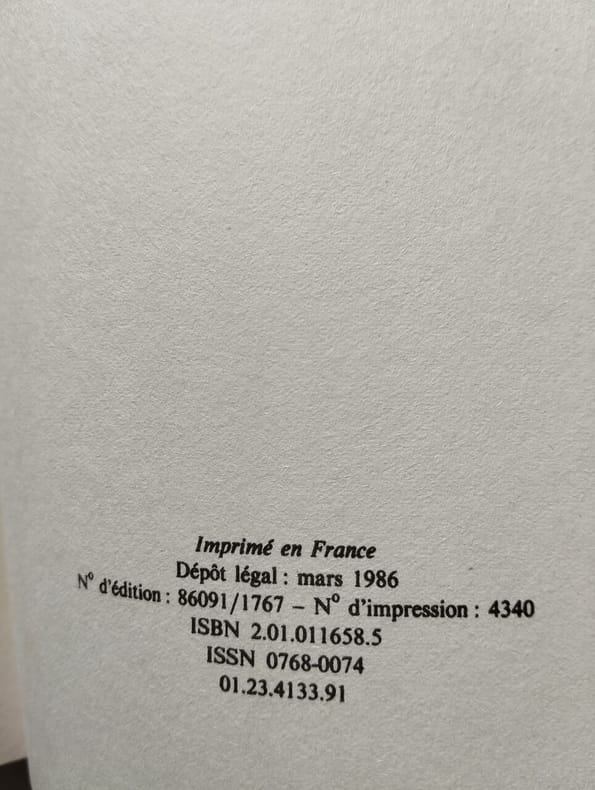 Imprimé en France
Dépôt légal : mars 1986
N° d'édition : 86091/1767 – N° d'impression : 4340
ISBN 2.01.011658.5
ISSN 0768-0074
01.23.4133.91